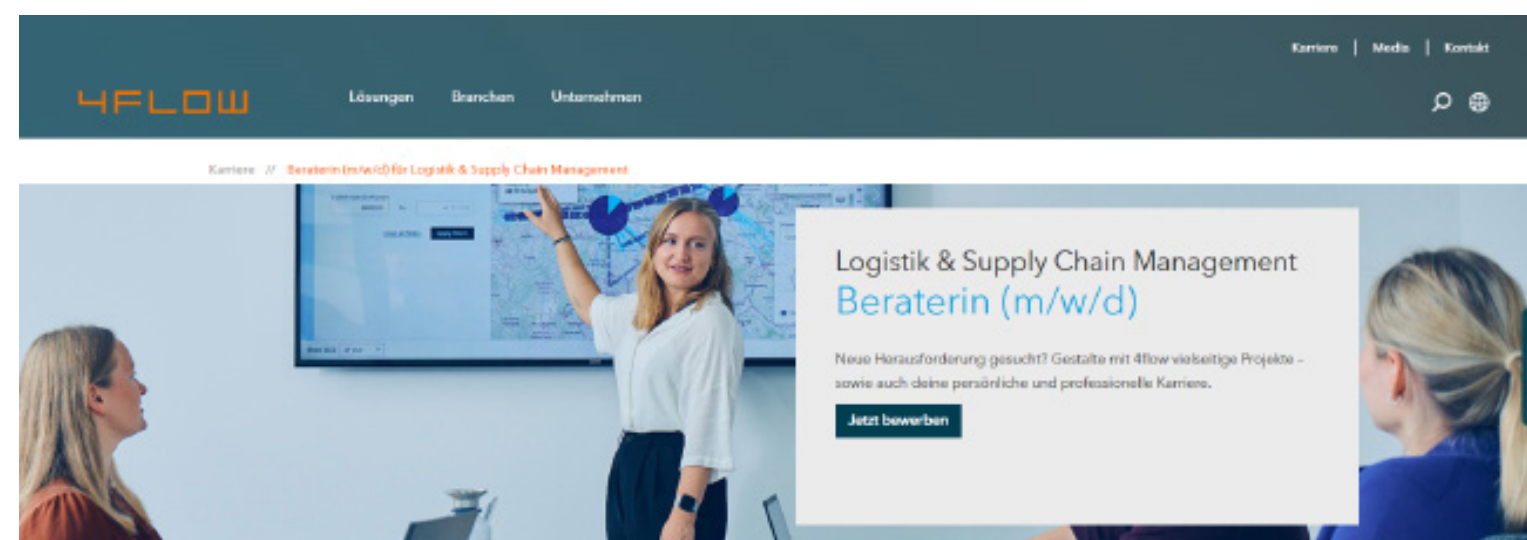 Karriere | Media | Kontakt
4FLOW
Lösungen Branchen Unternehmen
Karriere // Beraterin (m/w/d) für Logistik & Supply Chain Management
Logistik & Supply Chain Management
Beraterin (m/w/d)
Neue Herausforderung gesucht? Gestalte mit 4flow vielseitige Projekte –
sowie auch deine persönliche und professionelle Karriere.
Jetzt bewerben